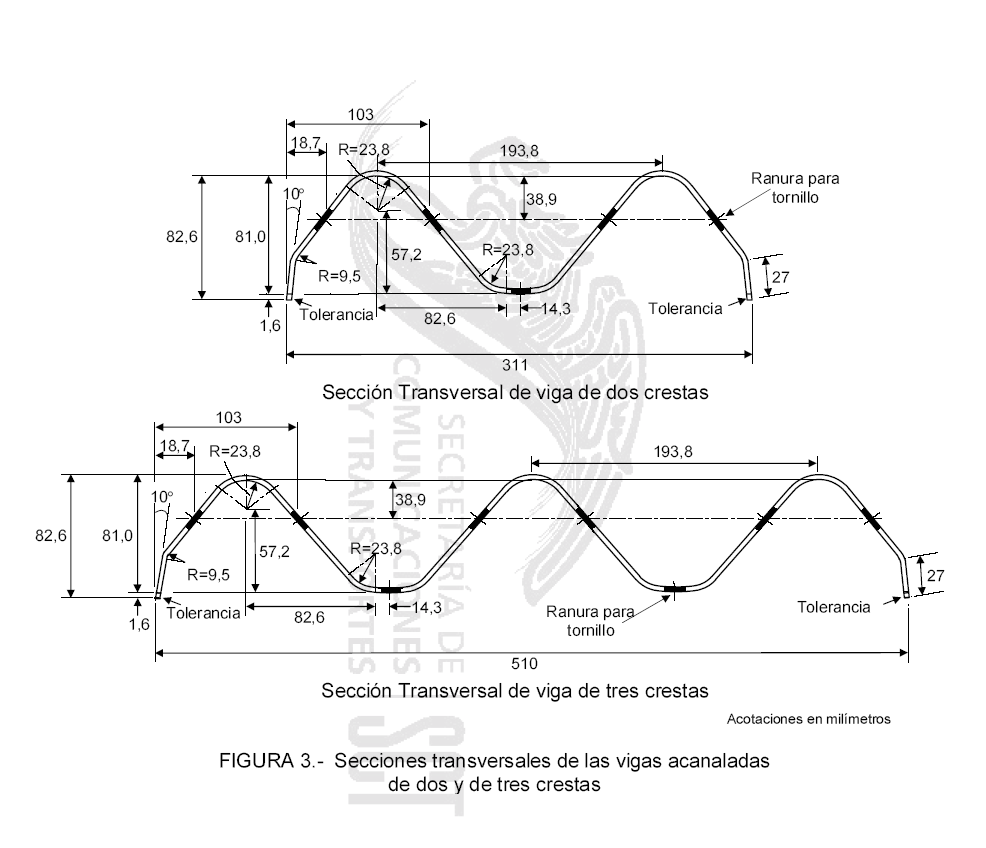 103
18,7
R=23,8
193,8
Ranura para
tornillo
10°
38,9
82,6
81,0
57,2
R=23,8
R=9,5
27
Tolerancia
Tolerancia
1,6
82,6
14,3
311
Sección Transversal de viga de dos crestas
103
18,7
R=23,8
193,8
10°
38,9
82,6
81,0
57,2
R=23,8
R=9,5
27
Tolerancia
Ranura para
tornillo
Tolerancia
1,6
82,6
14,3
510
Sección Transversal de viga de tres crestas
Acotaciones en milímetros
FIGURA 3.- Secciones transversales de las vigas acanaladas
de dos y de tres crestas
SCT
SECRETARÍA DE
COMUNICACIONES
Y TRANSPORTES